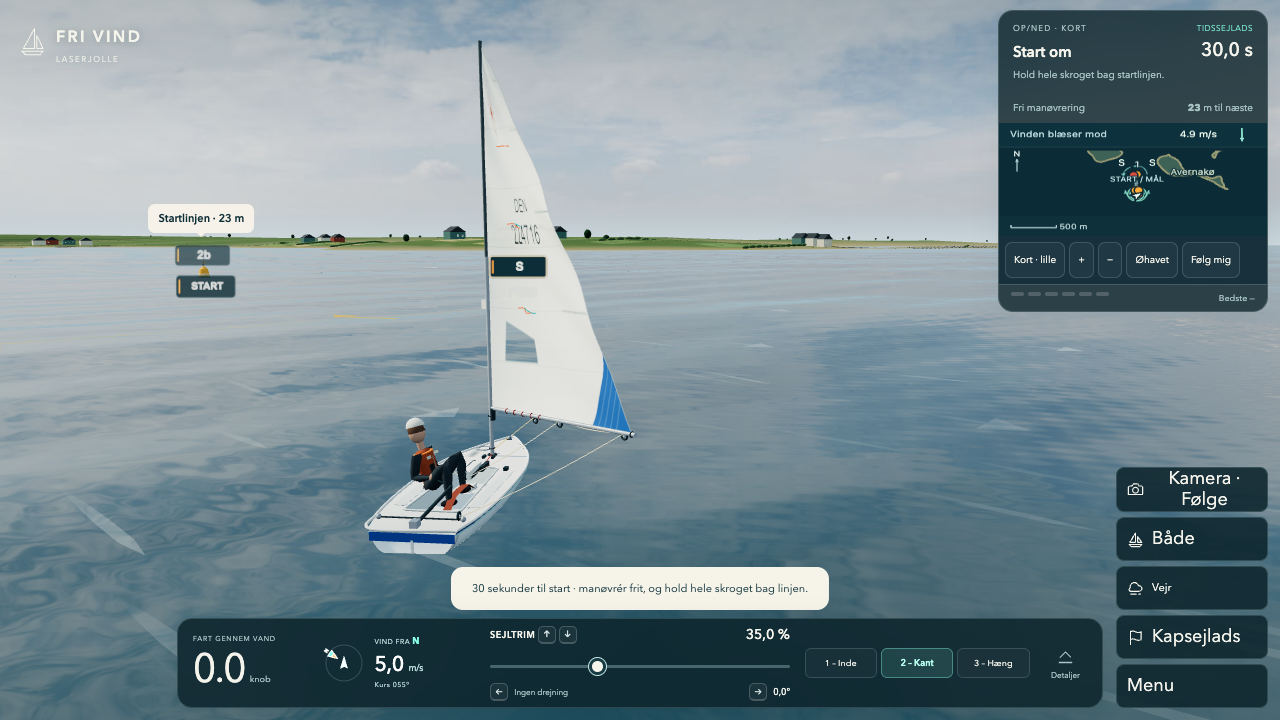 FRI VIND
LASERJOLLE
OP/NED · KORT
TIDSSEJLADS
Start om
30,0 s
Hold hele skroget bag startlinjen.
Fri manøvrering
23 m til næste
Vinden blæser mod
4.9 m/s
N
S 1 S
START / MÅL
Avernakø
500 m
Kort · lille
+
−
Øhavet
Følg mig
Bedste –
Startlinjen · 23 m
2b
START
DEN
S
Kamera · Følge
Både
Vejr
Kapsejlads
Menu
30 sekunder til start · manøvrér frit, og hold hele skroget bag linjen.
FART GENNEM VAND
0.0 knob
VIND FRA N
5,0 m/s
Kurs 055°
SEJLTRIM ↑ ↓
35,0 %
← Ingen drejning
→ 0,0°
1 – Inde
2 – Kant
3 – Hæng
Detaljer